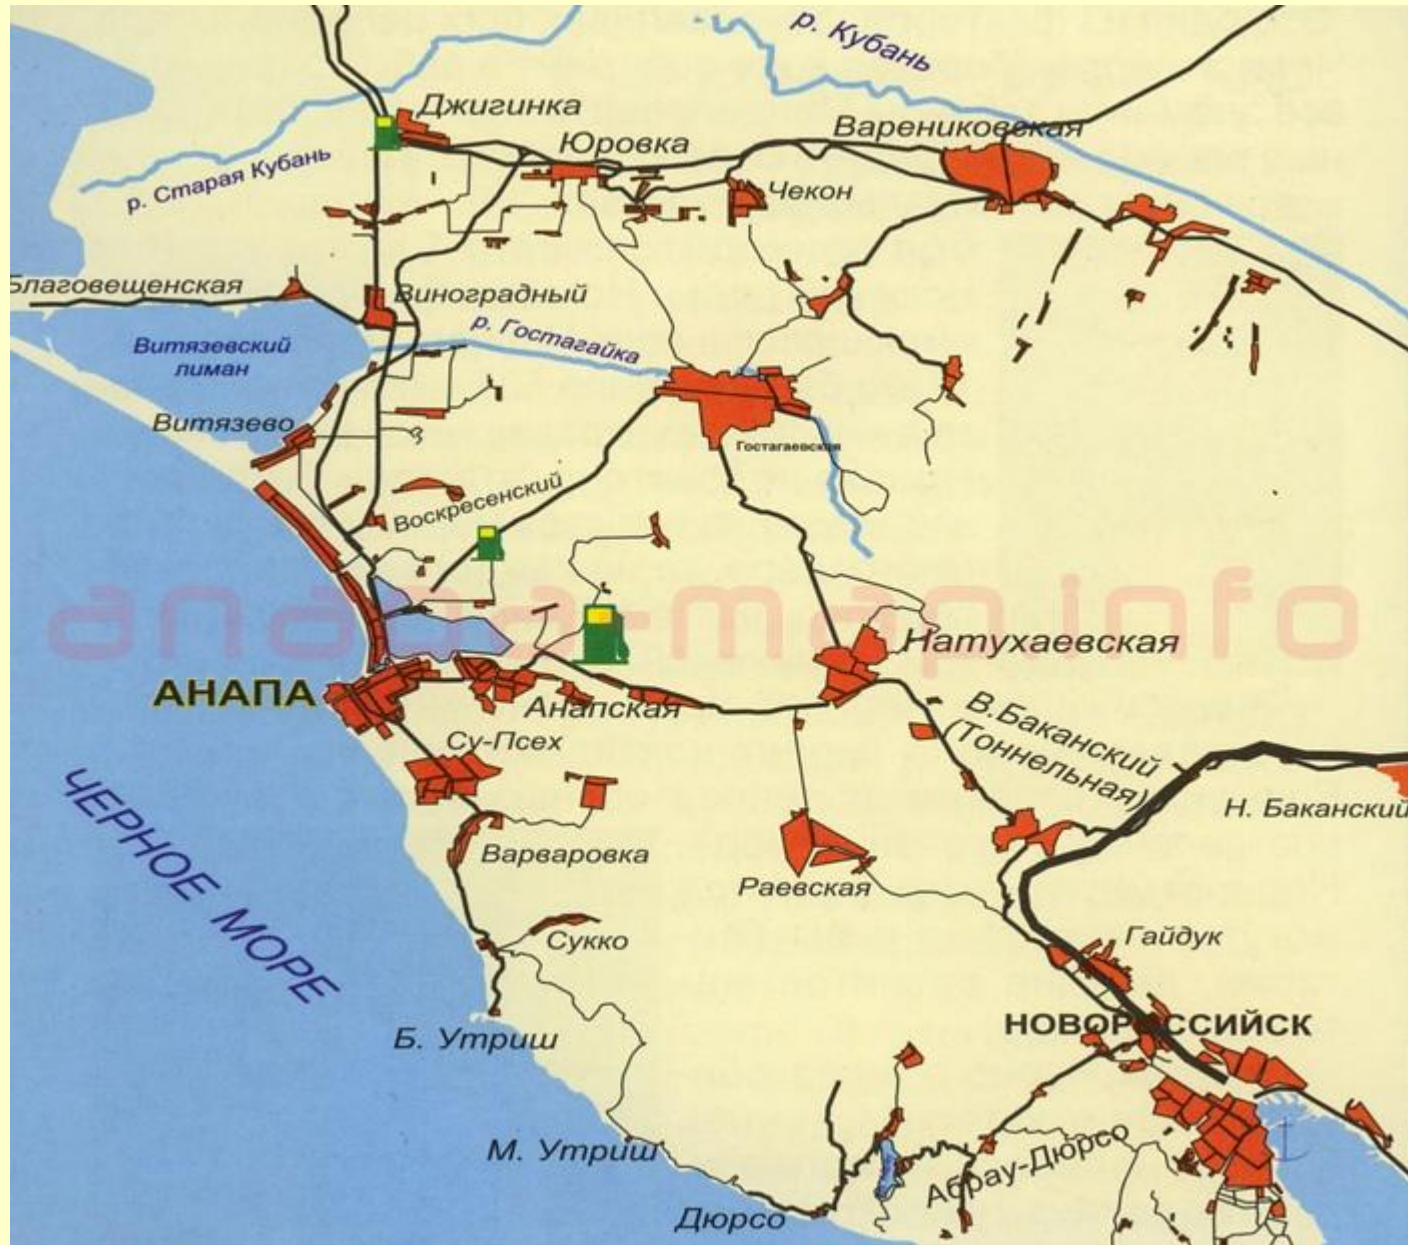 р. Кубань
Джигинка
Юровка
Варениковская
р. Старая Кубань
Чекон
Благовещенская
Виноградный
р. Гостагайка
Витязевский
лиман
Витязево
Гостагаевская
Воскресенский
anapa-map.info
Натухаевская
АНАПА
Анапская
В.Баканский
(Тоннельная)
Су-Псех
ЧЕРНОЕ МОРЕ
Н. Баканский
Варваровка
Раевская
Сукко
Гайдук
НОВОРОССИЙСК
Б. Утриш
М. Утриш
Абрау-Дюрсо
Дюрсо